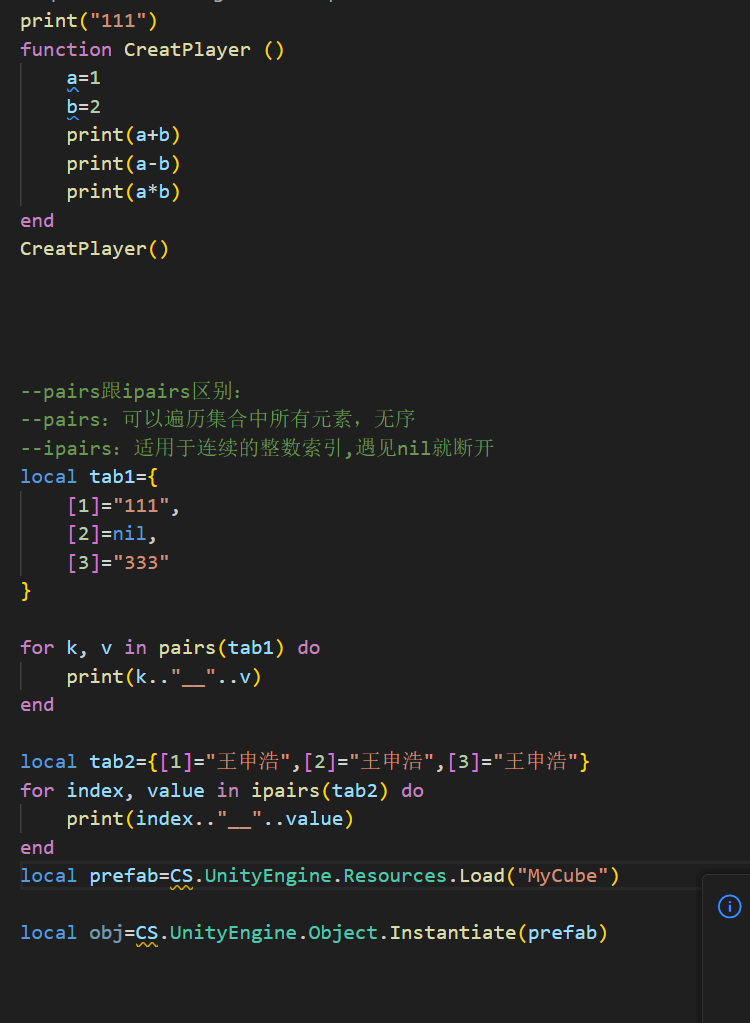 print("111")
function CreatPlayer ()
    a=1
    b=2
    print(a+b)
    print(a-b)
    print(a*b)
end
CreatPlayer()
--pairs跟ipairs区别：
--pairs：可以遍历集合中所有元素，无序
--ipairs：适用于连续的整数索引,遇见nil就断开
local tab1={
    [1]="111",
    [2]=nil,
    [3]="333"
}
for k, v in pairs(tab1) do
    print(k.."__"..v)
end
local tab2={[1]="王申浩",[2]="王申浩",[3]="王申浩"}
for index, value in ipairs(tab2) do
    print(index.."__"..value)
end
local prefab=CS.UnityEngine.Resources.Load("MyCube")
local obj=CS.UnityEngine.Object.Instantiate(prefab)